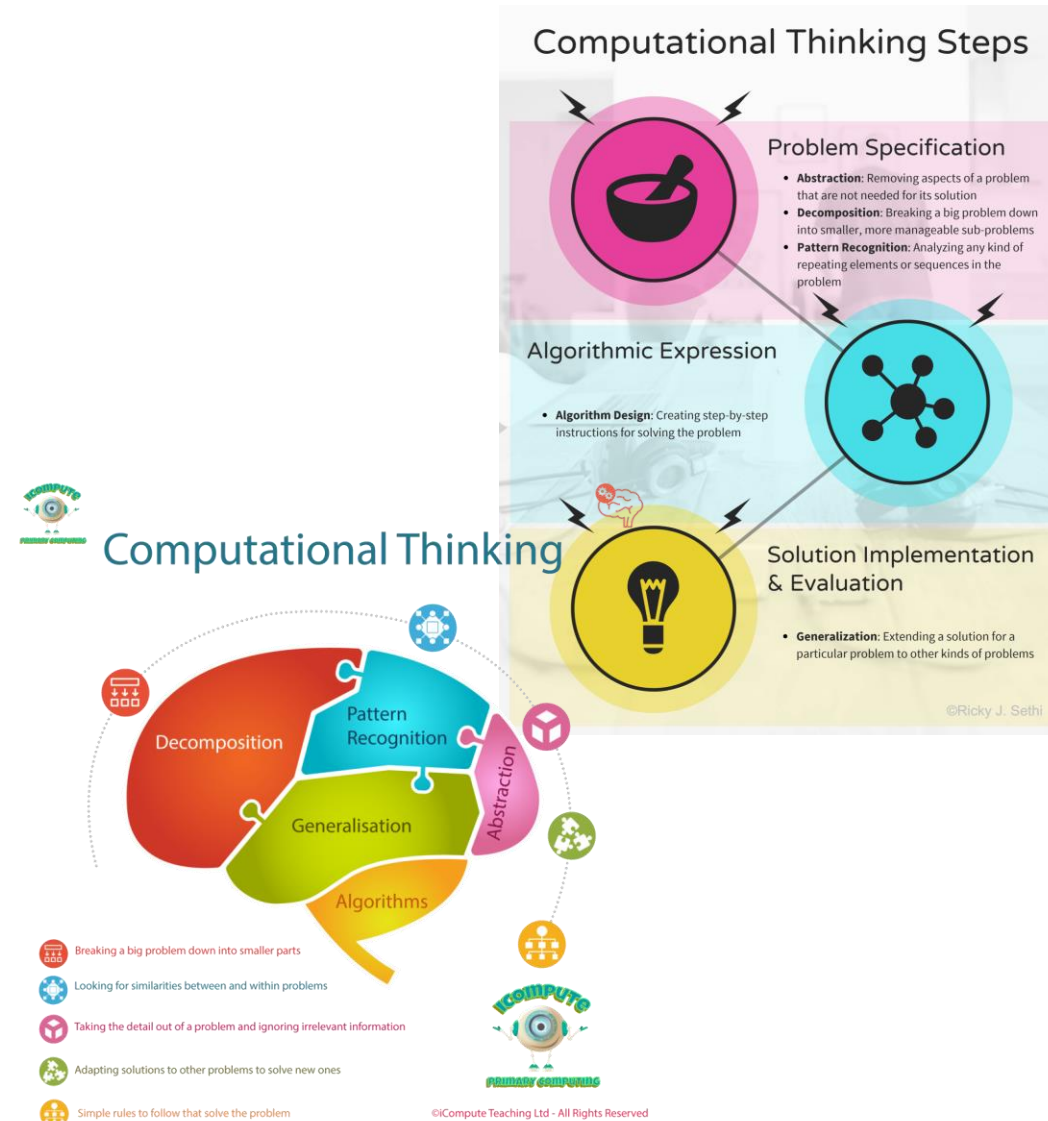 Computational Thinking Steps
Problem Specification
• Abstraction: Removing aspects of a problem
that are not needed for its solution
• Decomposition: Breaking a big problem down
into smaller, more manageable sub-problems
• Pattern Recognition: Analyzing any kind of
repeating elements or sequences in the
problem
Algorithmic Expression
• Algorithm Design: Creating step-by-step
instructions for solving the problem
Solution Implementation
& Evaluation
• Generalization: Extending a solution for a
particular problem to other kinds of problems
©Ricky J. Sethi
iCOMPUTE
PRIMARY COMPUTING
Computational Thinking
Decomposition
Pattern
Recognition
Abstraction
Generalisation
Algorithms
Breaking a big problem down into smaller parts
Looking for similarities between and within problems
Taking the detail out of a problem and ignoring irrelevant information
Adapting solutions to other problems to solve new ones
Simple rules to follow that solve the problem
iCOMPUTE
PRIMARY COMPUTING
©iCompute Teaching Ltd - All Rights Reserved